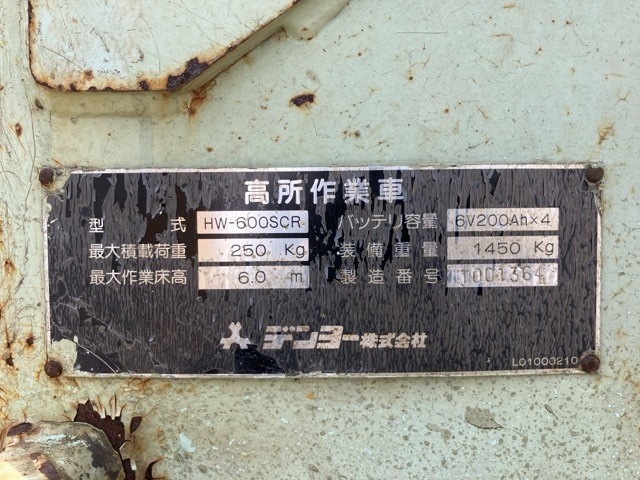 高所作業車
型式 HW-600SCR バッテリ容量 6V200Ah×4
最大積載荷重 250 Kg 装備重量 1450 Kg
最大作業床高 6.0 m 製造番号 1001364
デンヨー株式会社
L01000210